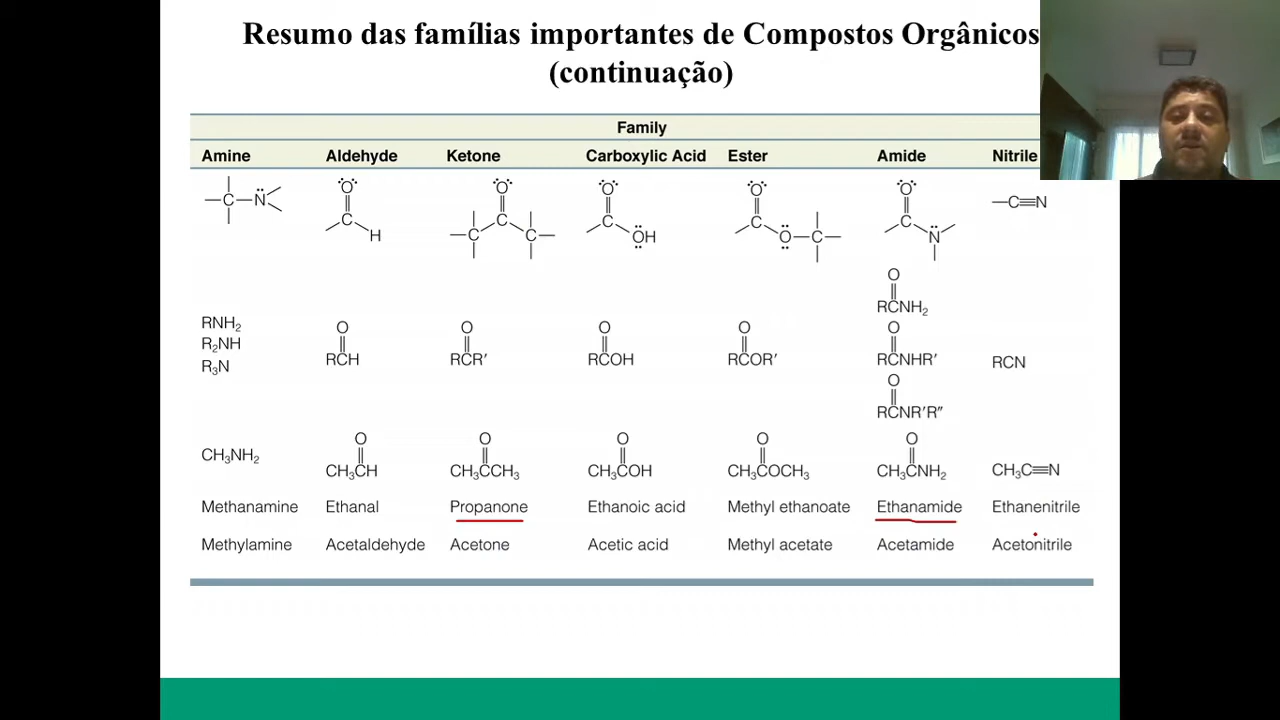 Resumo das famílias importantes de Compostos Orgânicos
(continuação)
Family
Amine Aldehyde Ketone Carboxylic Acid Ester Amide Nitrile
O O O O O
—C—N C C C C C —C≡N
H —C C— OH O—C— N
O
RCNH₂
RNH₂ O O O O O
R₂NH RCH RCR′ RCOH RCOR′ RCNHR′ RCN
R₃N O
RCNR′R″
O O O O O
CH₃NH₂ CH₃CH CH₃CCH₃ CH₃COH CH₃COCH₃ CH₃CNH₂ CH₃C≡N
Methanamine Ethanal Propanone Ethanoic acid Methyl ethanoate Ethanamide Ethanenitrile
Methylamine Acetaldehyde Acetone Acetic acid Methyl acetate Acetamide Acetonitrile